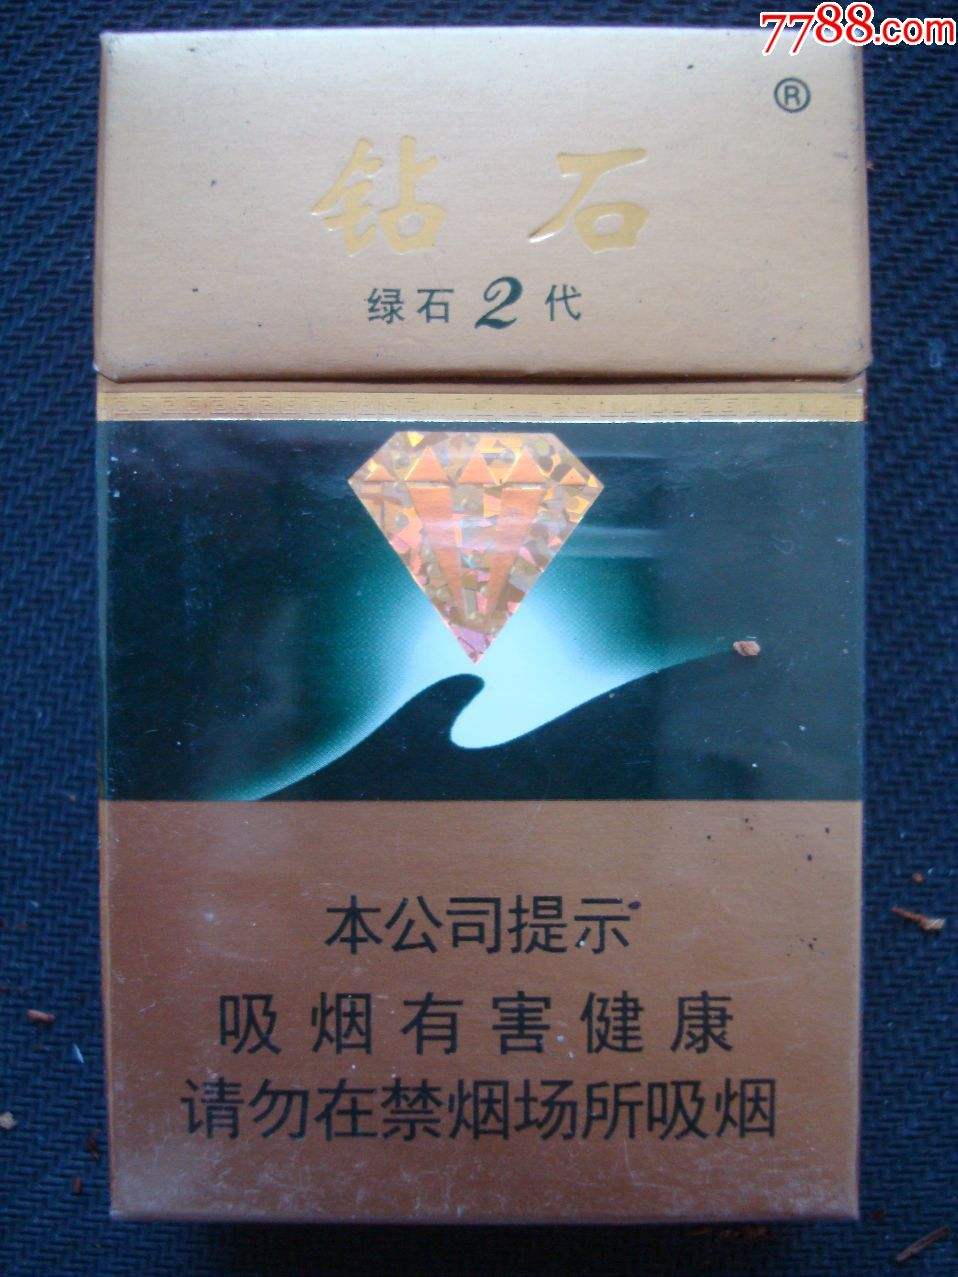 7788.com
®
钻石
绿石2代
本公司提示
吸烟有害健康
请勿在禁烟场所吸烟